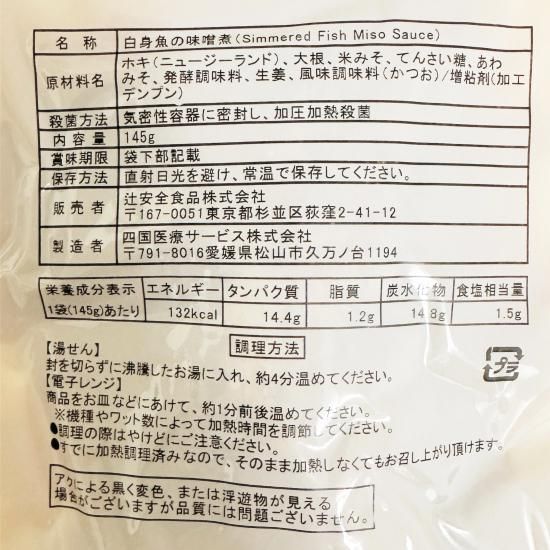 名称 白身魚の味噌煮(Simmered Fish Miso Sauce)
原材料名 ホキ(ニュージーランド)、大根、米みそ、てんさい糖、あわ
みそ、発酵調味料、生姜、風味調味料(かつお)/増粘剤(加工
デンプン)
殺菌方法 気密性容器に密封し、加圧加熱殺菌
内容量 145g
賞味期限 袋下部記載
保存方法 直射日光を避け、常温で保存してください。
販売者 辻安全食品株式会社
〒167-0051東京都杉並区荻窪2-41-12
製造者 四国医療サービス株式会社
〒791-8016愛媛県松山市久万ノ台1194
栄養成分表示 エネルギー タンパク質 脂質 炭水化物 食塩相当量
1袋(145g)あたり 132kcal 14.4g 1.2g 14.8g 1.5g
調理方法
【湯せん】
封を切らずに沸騰したお湯に入れ、約4分温めてください。
【電子レンジ】
商品をお皿などにあけて、約1分前後温めてください。
※機種やワット数によって加熱時間を調節してください。
●調理の際はやけどにご注意ください。
●すでに加熱調理済みなので、そのまま加熱しなくてもお召し上がり頂けます。
プラ
アクによる黒く変色、または浮遊物が見える
場合がございますが品質には問題ございません。